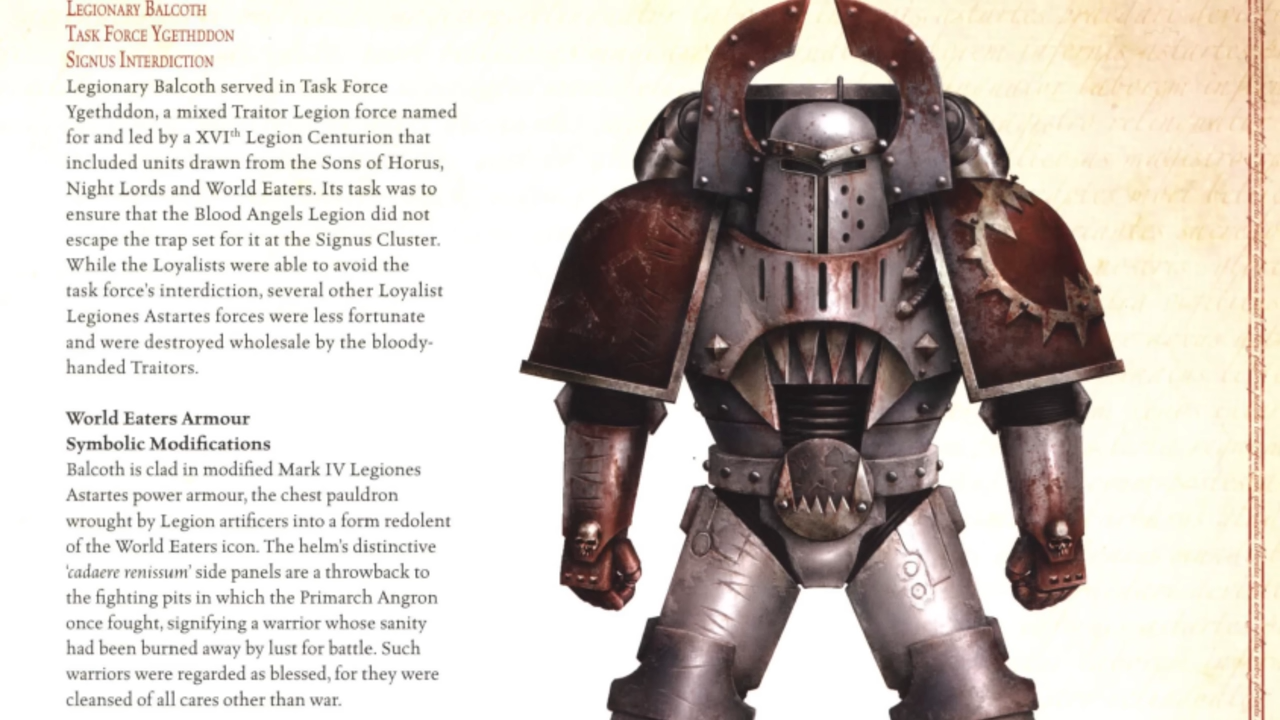 Legionary Balcoth
Task Force Ygethddon
Signus Interdiction
Legionary Balcoth served in Task Force
Ygethddon, a mixed Traitor Legion force named
for and led by a XVIth Legion Centurion that
included units drawn from the Sons of Horus,
Night Lords and World Eaters. Its task was to
ensure that the Blood Angels Legion did not
escape the trap set for it at the Signus Cluster.
While the Loyalists were able to avoid the
task force's interdiction, several other Loyalist
Legiones Astartes forces were less fortunate
and were destroyed wholesale by the bloody-
handed Traitors.
World Eaters Armour
Symbolic Modifications
Balcoth is clad in modified Mark IV Legiones
Astartes power armour, the chest pauldron
wrought by Legion artificers into a form redolent
of the World Eaters icon. The helm's distinctive
'cadaere renissum' side panels are a throwback to
the fighting pits in which the Primarch Angron
once fought, signifying a warrior whose sanity
had been burned away by lust for battle. Such
warriors were regarded as blessed, for they were
cleansed of all cares other than war.